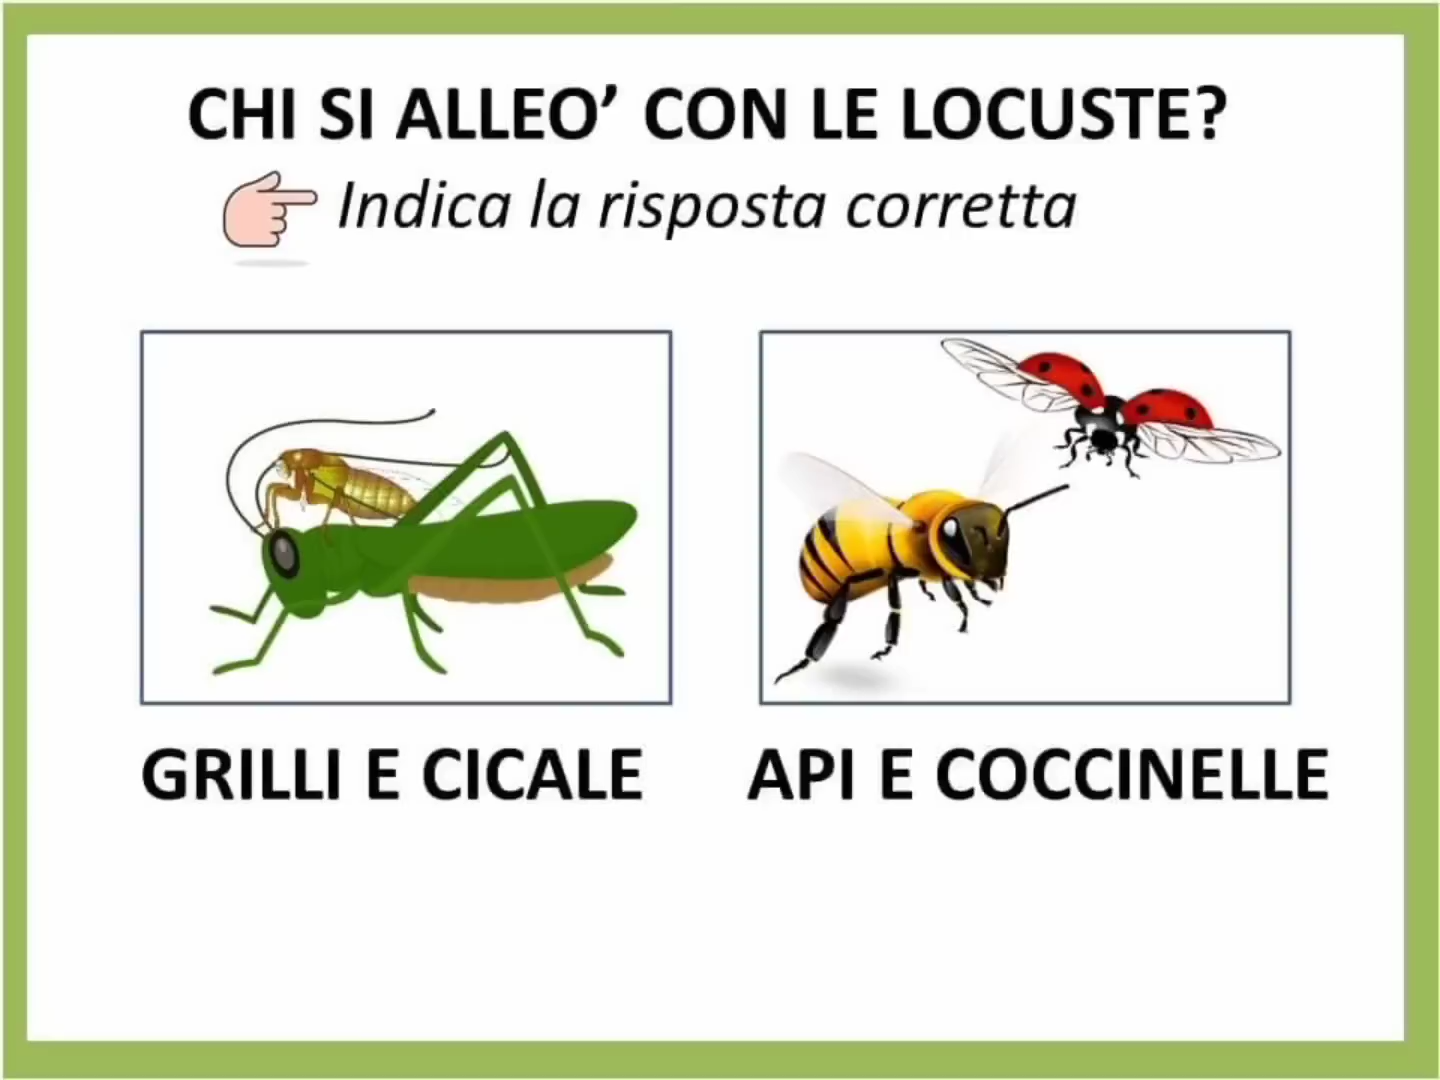 CHI SI ALLEO’ CON LE LOCUSTE?
Indica la risposta corretta
GRILLI E CICALE
API E COCCINELLE